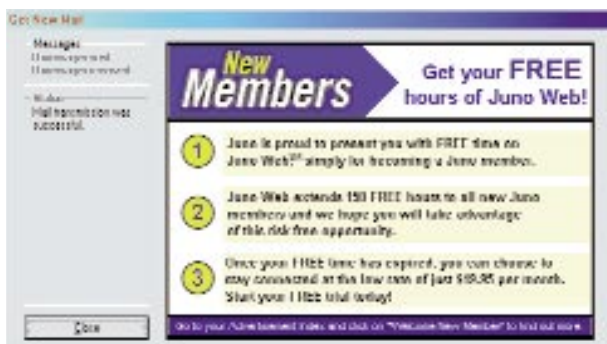 Get New Mail
Messages
Status
Mail transmission was
successful.
Close
New
Members
Get your FREE
hours of Juno Web!
1
Juno is proud to present you with FREE time on
Juno Web, simply for becoming a Juno member.
2
Juno Web extends 150 FREE hours to all new Juno
members and we hope you will take advantage
of this risk free opportunity.
3
Once your FREE time has expired, you can choose to
stay connected at the low rate of just $19.95 per month.
Start your FREE trial today!
Go to your Advertisement Index and click on "Welcome New Member" to find out more.